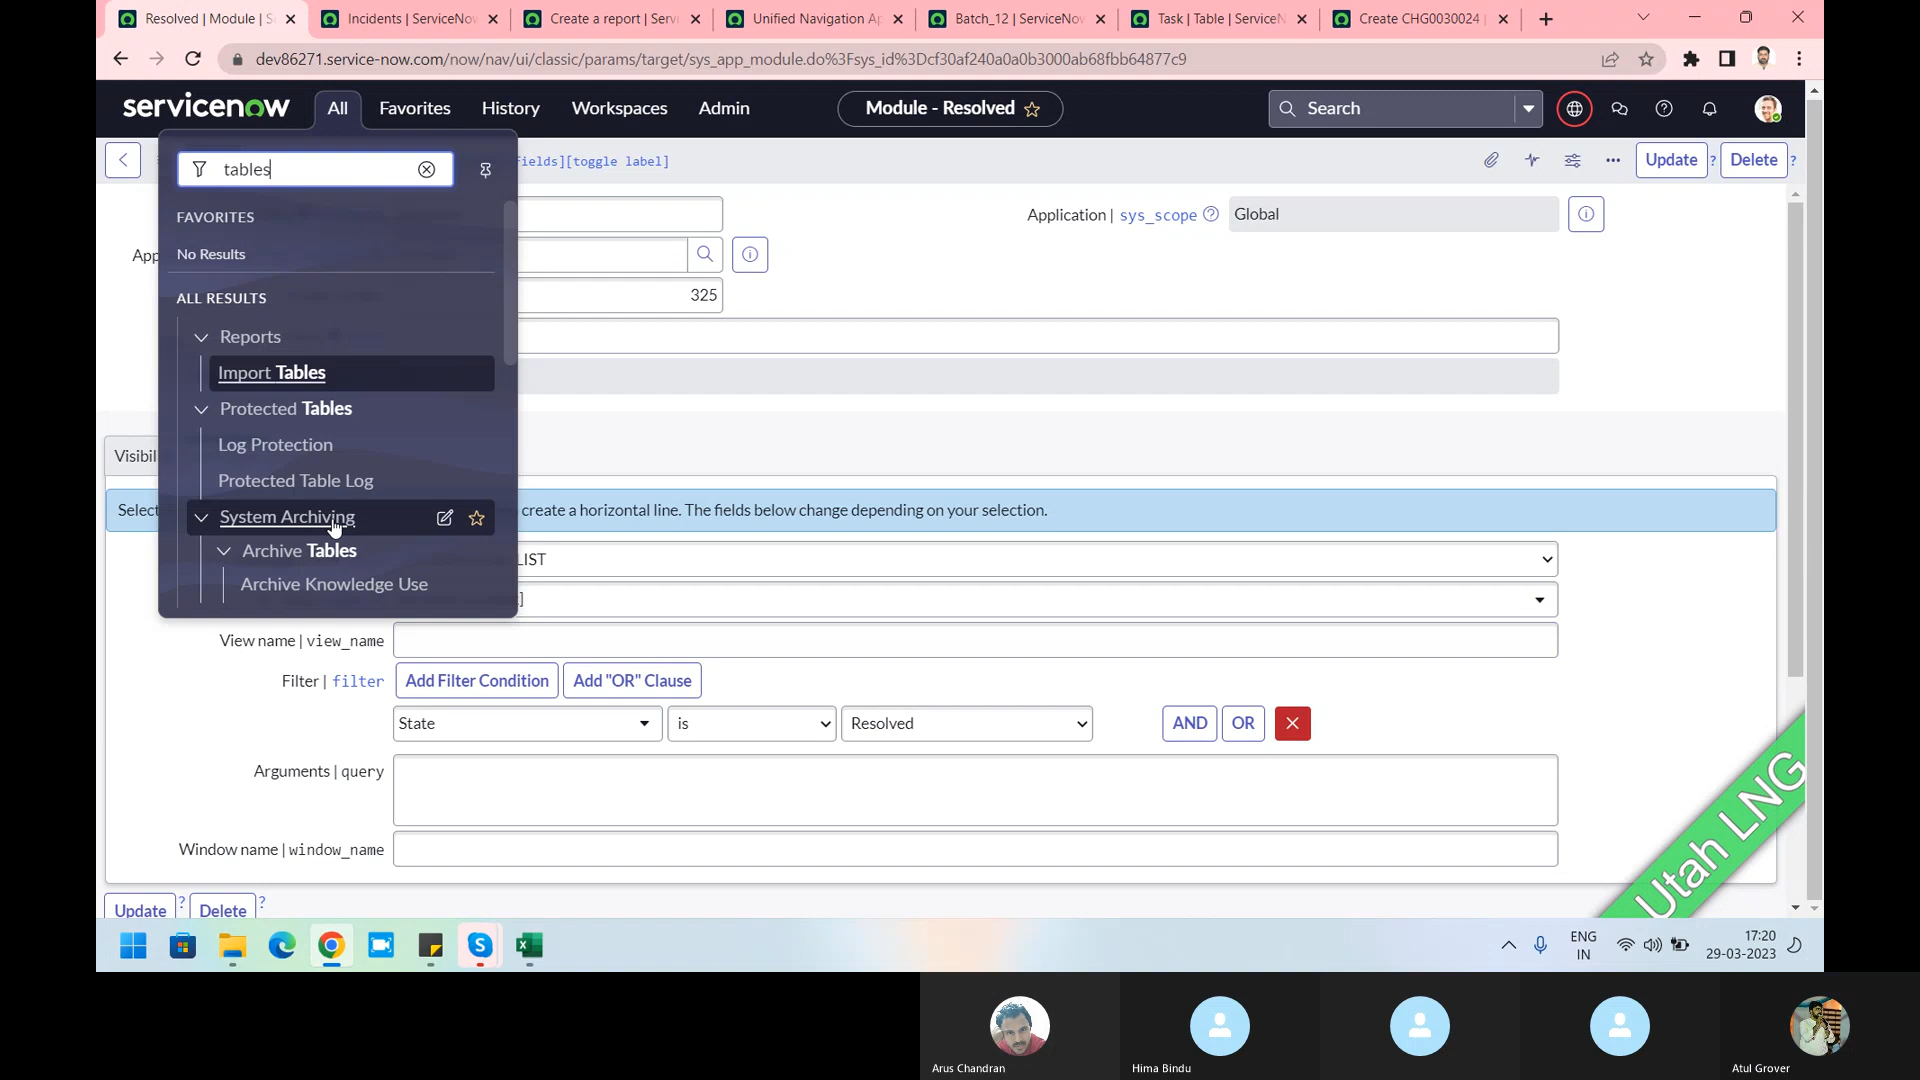 Resolved | Module | S
Incidents | ServiceNow
Create a report | Servi
Unified Navigation Ap
Batch_12 | ServiceNow
Task | Table | ServiceN
Create CHG0030024 |
dev86271.service-now.com/now/nav/ui/classic/params/target/sys_app_module.do%3Fsys_id%3Dcf30af240a0a0b3000ab68fbb64877c9
servicenow
All
Favorites
History
Workspaces
Admin
Module - Resolved
Search
tables
ields][toggle label]
Update
?
Delete
?
FAVORITES
No Results
ALL RESULTS
Reports
Import Tables
Protected Tables
Log Protection
Protected Table Log
System Archiving
Archive Tables
Archive Knowledge Use
Application | sys_scope
Global
App
325
Visibil
Select
create a horizontal line. The fields below change depending on your selection.
LIST
]
View name | view_name
Filter | filter
Add Filter Condition
Add "OR" Clause
State
is
Resolved
AND
OR
Arguments | query
Window name | window_name
Update
?
Delete
?
Utah LNG
ENG
IN
17:20
29-03-2023
Arus Chandran
Hima Bindu
Atul Grover